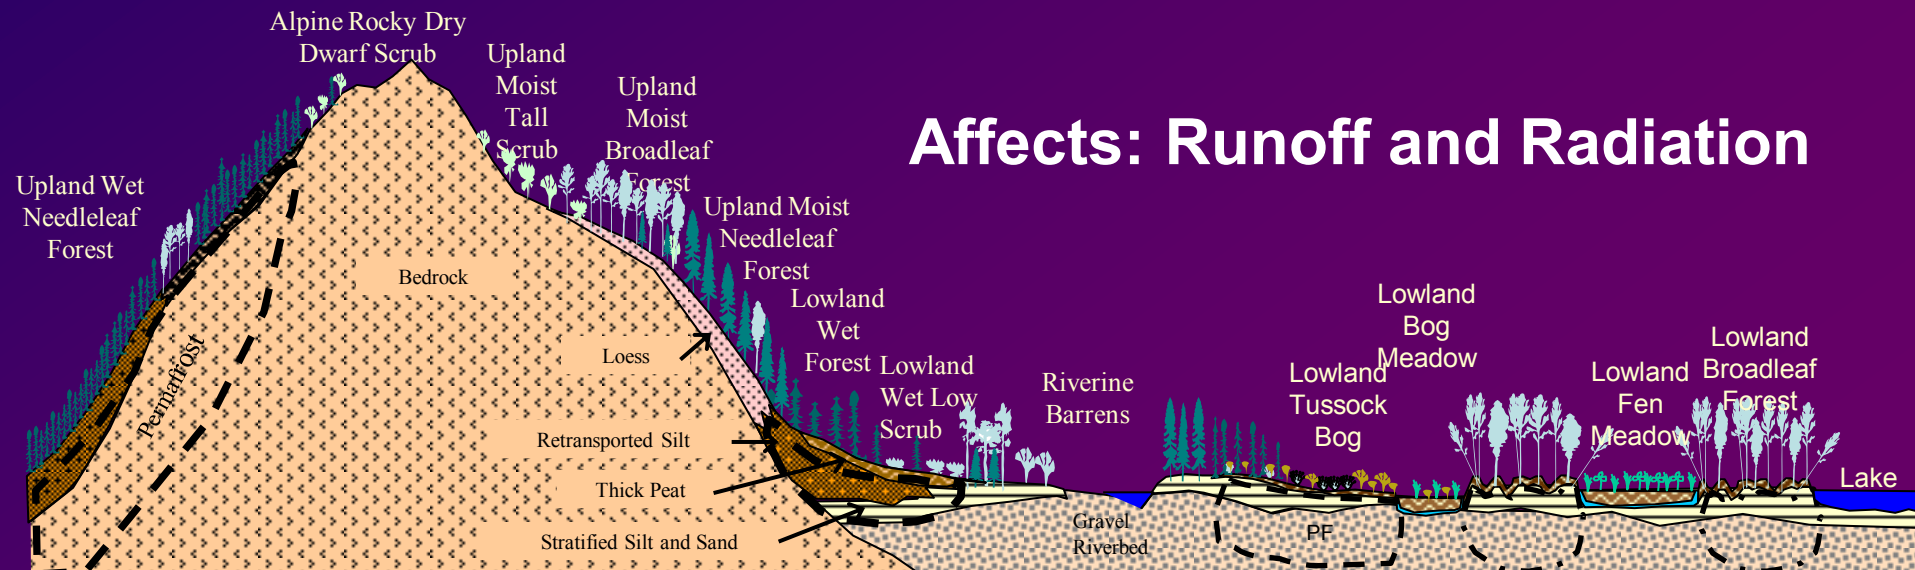 Alpine Rocky Dry
Dwarf Scrub
Upland
Moist
Tall
Scrub
Upland
Moist
Broadleaf
Forest
Affects: Runoff and Radiation
Upland Wet
Needleleaf
Forest
Upland Moist
Needleleaf
Forest
Bedrock
Lowland
Wet
Forest
Permafrost
Loess
Lowland
Wet Low
Scrub
Riverine
Barrens
Lowland
Bog
Meadow
Lowland
Tussock
Bog
Lowland
Fen
Meadow
Lowland
Broadleaf
Forest
Retransported Silt
Thick Peat
Stratified Silt and Sand
Gravel
Riverbed
PF
Lake